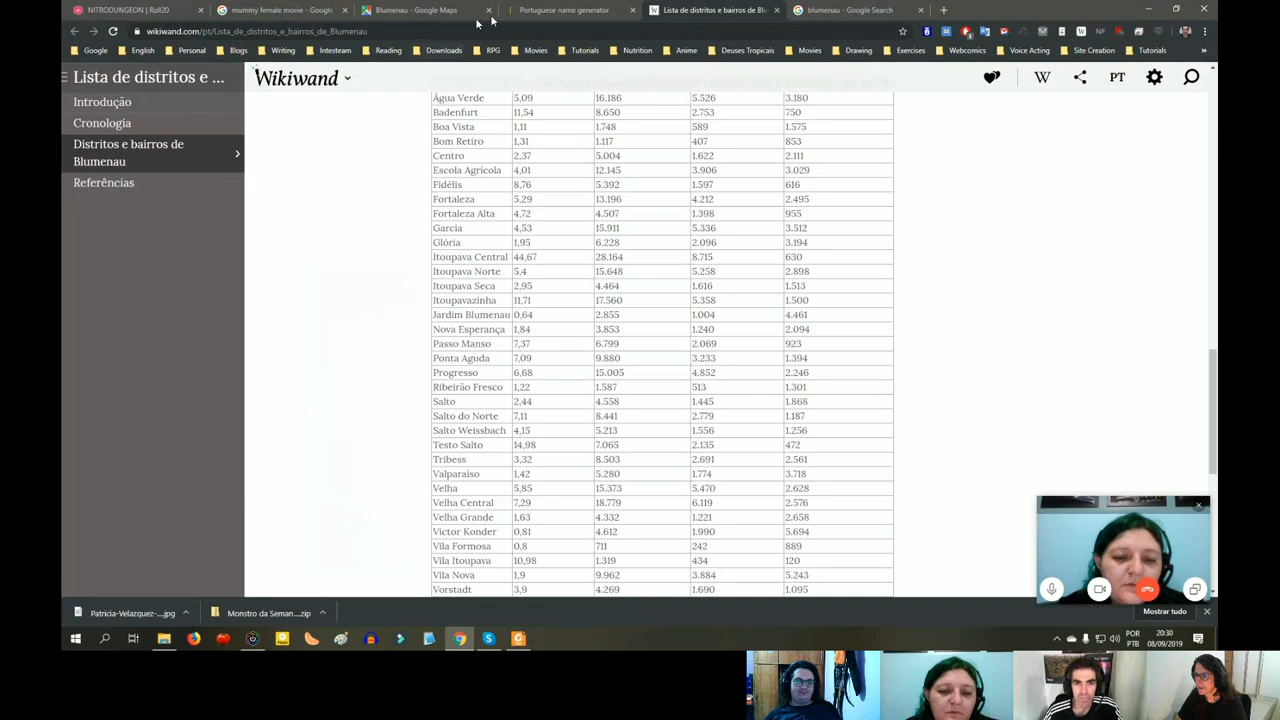 NITRODUNGEON | Roll20
mummy female movie - Google
Blumenau - Google Maps
Portuguese name generator
Lista de distritos e bairros de Blu
blumenau - Google Search
wikiwand.com/pt/Lista_de_distritos_e_bairros_de_Blumenau
Google English Personal Blogs Writing Interteam Reading Downloads RPG Movies Tutorials Nutrition Anime Deuses Tropicais Movies Drawing Exercises Webcomics Voice Acting Site Creation Tutorials
Lista de distritos e ...
Wikiwand
W
PT
Introdução
Cronologia
Distritos e bairros de
Blumenau
Referências
Água Verde 5,09 16.186 5.526 3.180
Badenfurt 11,54 8.650 2.753 750
Boa Vista 1,11 1.748 589 1.575
Bom Retiro 1,31 1.117 407 853
Centro 2,37 5.004 1.622 2.111
Escola Agrícola 4,01 12.145 3.906 3.029
Fidélis 8,76 5.392 1.597 616
Fortaleza 5,29 13.196 4.212 2.495
Fortaleza Alta 4,72 4.507 1.398 955
Garcia 4,53 15.911 5.336 3.512
Glória 1,95 6.228 2.096 3.194
Itoupava Central 44,67 28.164 8.715 630
Itoupava Norte 5,4 15.648 5.258 2.898
Itoupava Seca 2,95 4.464 1.616 1.513
Itoupavazinha 11,71 17.560 5.358 1.500
Jardim Blumenau 0,64 2.855 1.004 4.461
Nova Esperança 1,84 3.853 1.240 2.094
Passo Manso 7,37 6.799 2.069 923
Ponta Aguda 7,09 9.880 3.233 1.394
Progresso 6,68 15.005 4.852 2.246
Ribeirão Fresco 1,22 1.587 513 1.301
Salto 2,44 4.558 1.445 1.868
Salto do Norte 7,11 8.441 2.779 1.187
Salto Weissbach 4,15 5.213 1.556 1.256
Testo Salto 14,98 7.065 2.135 472
Tribess 3,32 8.503 2.691 2.561
Valparaíso 1,42 5.280 1.774 3.718
Velha 5,85 15.373 5.470 2.628
Velha Central 7,29 18.779 6.119 2.576
Velha Grande 1,63 4.332 1.221 2.658
Victor Konder 0,81 4.612 1.990 5.694
Vila Formosa 0,8 711 242 889
Vila Itoupava 10,98 1.319 434 120
Vila Nova 1,9 9.962 3.884 5.243
Vorstadt 3,9 4.269 1.690 1.095
Patricia-Velazquez-....jpg
Monstro da Seman....zip
Mostrar tudo
POR
PTB
20:30
08/09/2019